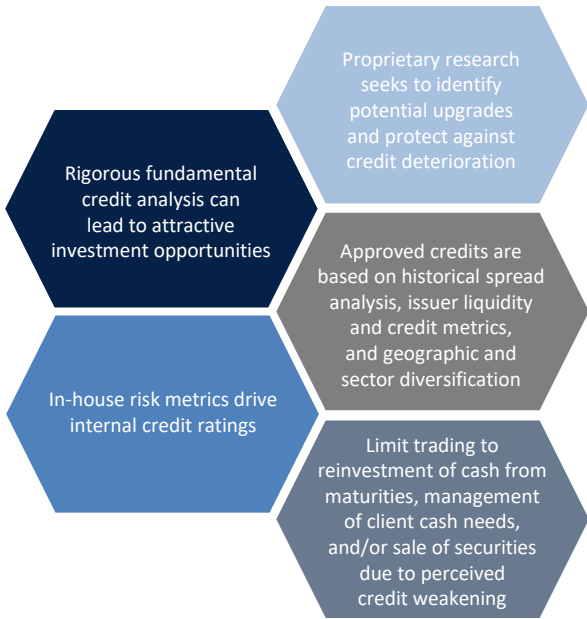 Proprietary research
seeks to identify
potential upgrades
and protect against
credit deterioration
Rigorous fundamental
credit analysis can
lead to attractive
investment opportunities
Approved credits are
based on historical spread
analysis, issuer liquidity
and credit metrics,
and geographic and
sector diversification
In-house risk metrics drive
internal credit ratings
Limit trading to
reinvestment of cash from
maturities, management
of client cash needs,
and/or sale of securities
due to perceived
credit weakening